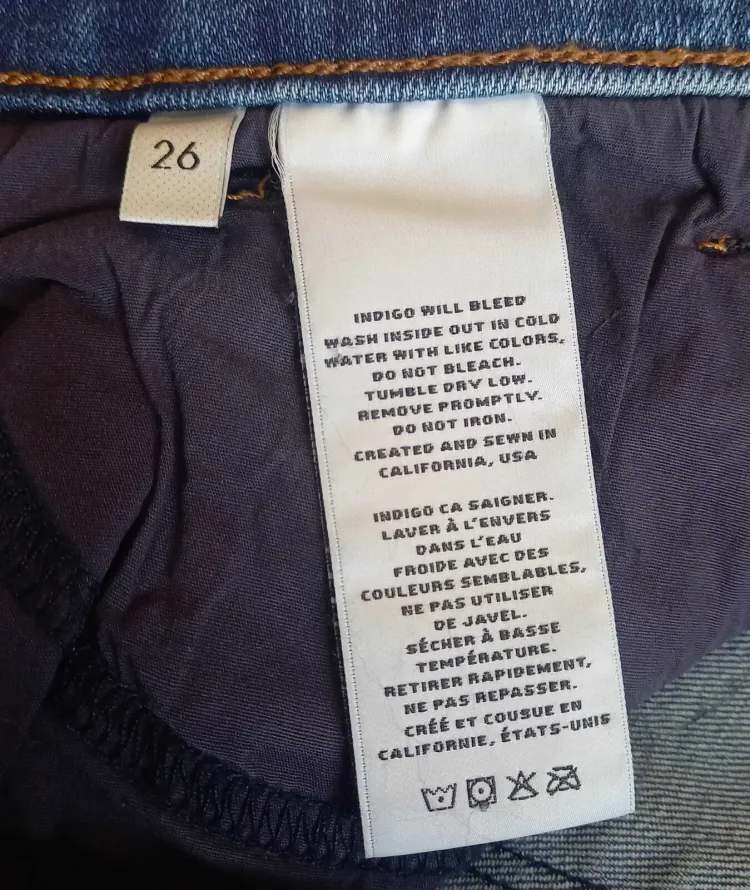 26
INDIGO WILL BLEED
WASH INSIDE OUT IN COLD
WATER WITH LIKE COLORS,
DO NOT BLEACH.
TUMBLE DRY LOW.
REMOVE PROMPTLY.
DO NOT IRON.
CREATED AND SEWN IN
CALIFORNIA, USA
INDIGO CA SAIGNER.
LAVER À L'ENVERS
DANS L'EAU
FROIDE AVEC DES
COULEURS SEMBLABLES,
NE PAS UTILISER
DE JAVEL.
SÉCHER À BASSE
TEMPÉRATURE.
RETIRER RAPIDEMENT,
NE PAS REPASSER.
CRÉÉ ET COUSUE EN
CALIFORNIE, ÉTATS-UNIS